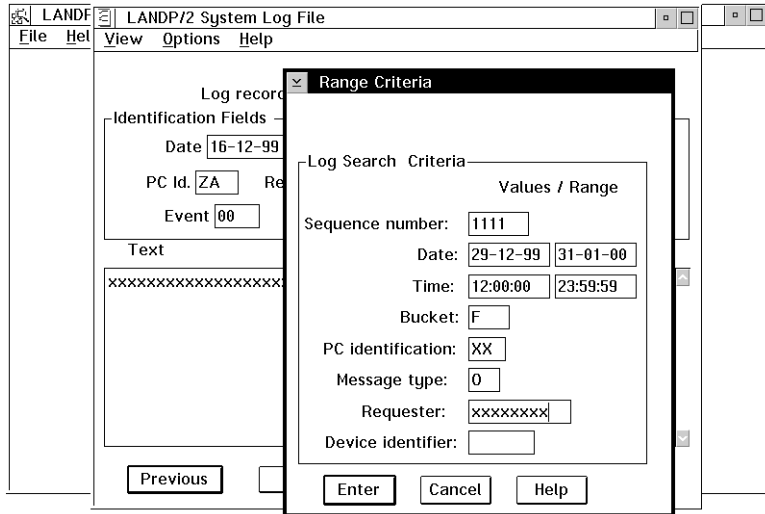 LANDP
File Hel
LANDP/2 System Log File
View Options Help
Log record
Identification Fields
Date 16-12-99
PC Id. ZA Re
Event 00
Text
xxxxxxxxxxxxxxxxxx
Previous
Range Criteria
Log Search Criteria
Values / Range
Sequence number: 1111
Date: 29-12-99 31-01-00
Time: 12:00:00 23:59:59
Bucket: F
PC identification: XX
Message type: O
Requester: xxxxxxxx
Device identifier:
Enter Cancel Help